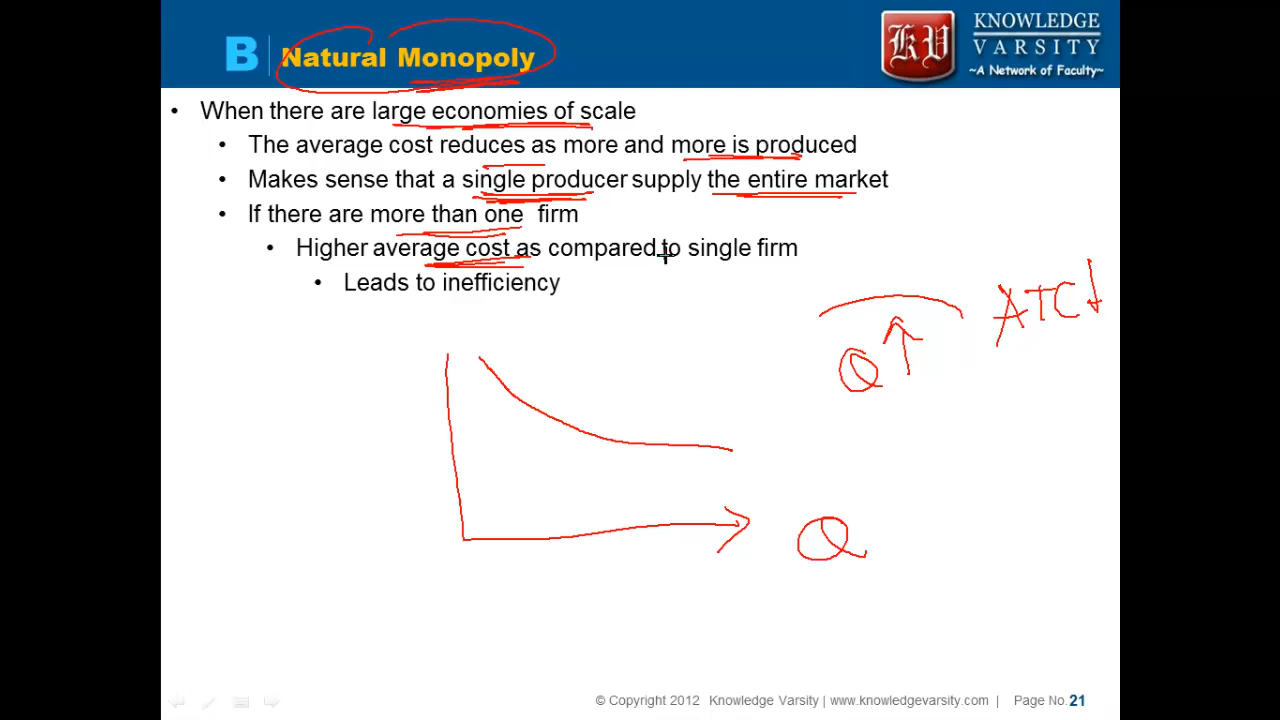 B Natural Monopoly
KV KNOWLEDGE
VARSITY
~A Network of Faculty~
• When there are large economies of scale
• The average cost reduces as more and more is produced
• Makes sense that a single producer supply the entire market
• If there are more than one firm
• Higher average cost as compared to single firm
• Leads to inefficiency
ATC↓
Q↑
Q
© Copyright 2012 Knowledge Varsity | www.knowledgevarsity.com | Page No.21